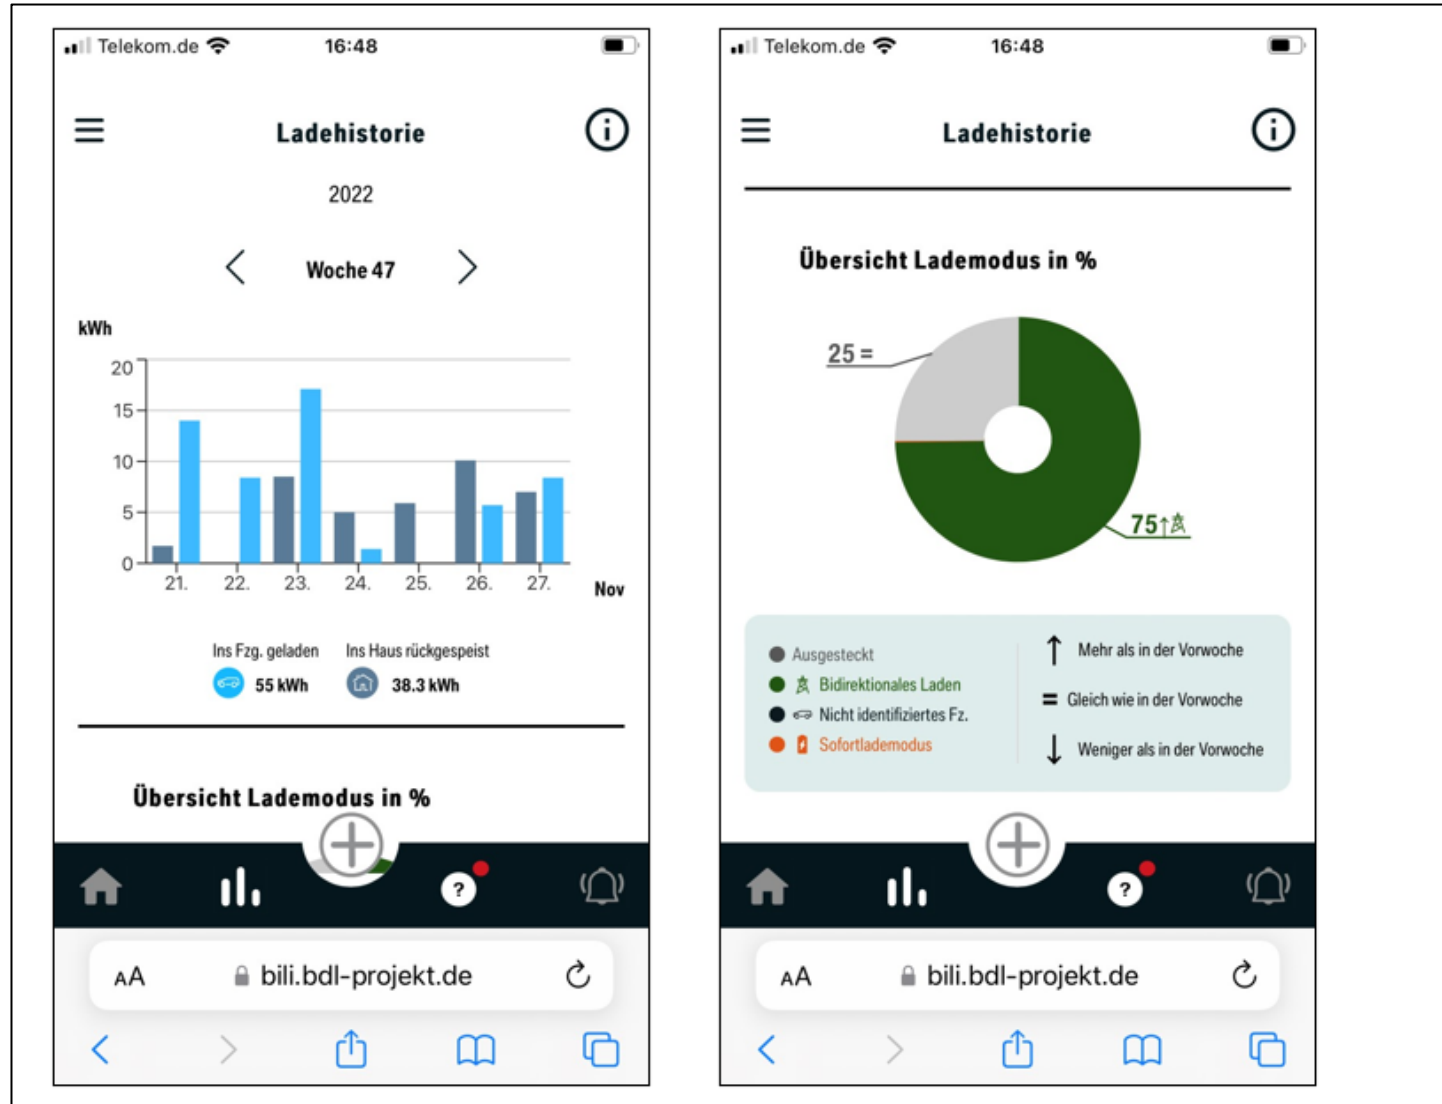 Telekom.de 16:48
Ladehistorie
2022
Woche 47
kWh
20
15
10
5
0
21. 22. 23. 24. 25. 26. 27.
Nov
Ins Fzg. geladen Ins Haus rückgespeist
55 kWh 38.3 kWh
Übersicht Lademodus in %
?
AA bili.bdl-projekt.de
Telekom.de 16:48
Ladehistorie
Übersicht Lademodus in %
25 =
75↑
Ausgesteckt
Bidirektionales Laden
Nicht identifiziertes Fz.
Sofortlademodus
↑ Mehr als in der Vorwoche
= Gleich wie in der Vorwoche
↓ Weniger als in der Vorwoche
?
AA bili.bdl-projekt.de